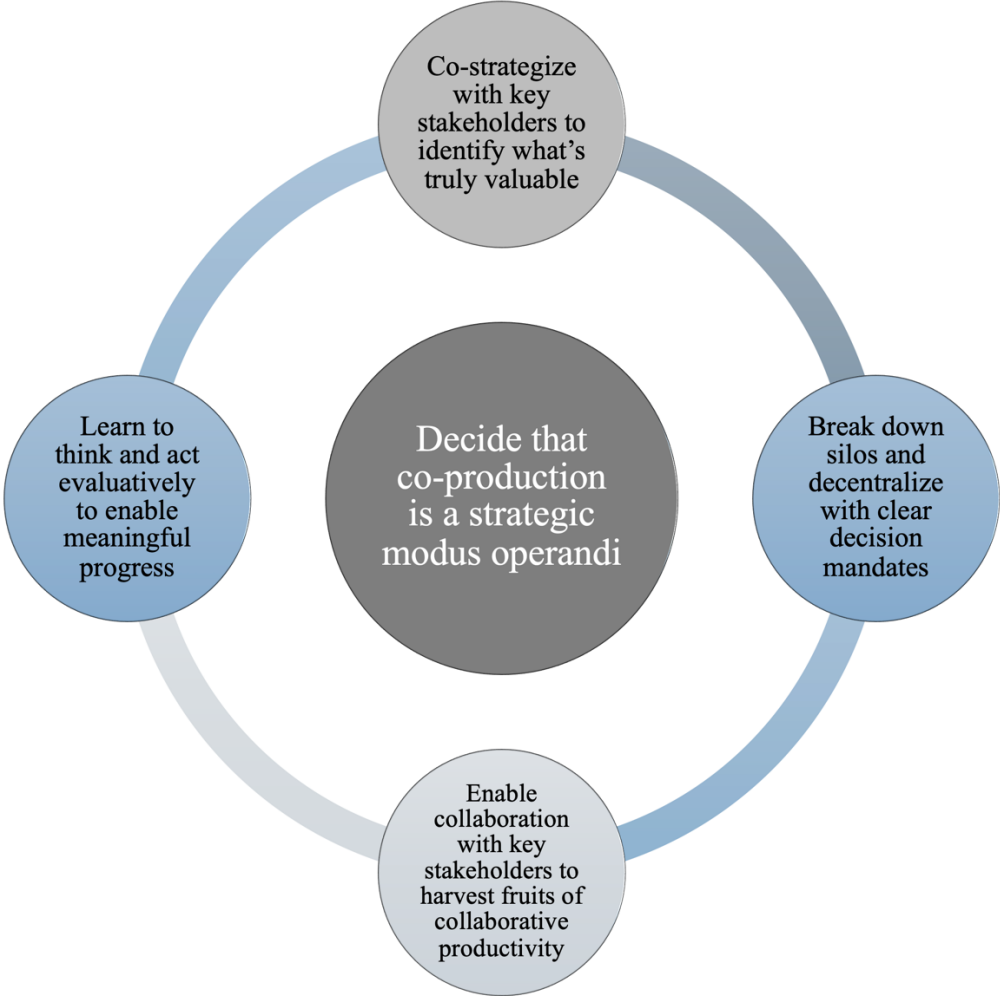 Co-strategize
with key
stakeholders to
identify what’s
truly valuable
Learn to
think and act
evaluatively
to enable
meaningful
progress
Decide that
co-production
is a strategic
modus operandi
Break down
silos and
decentralize
with clear
decision
mandates
Enable
collaboration
with key
stakeholders to
harvest fruits of
collaborative
productivity